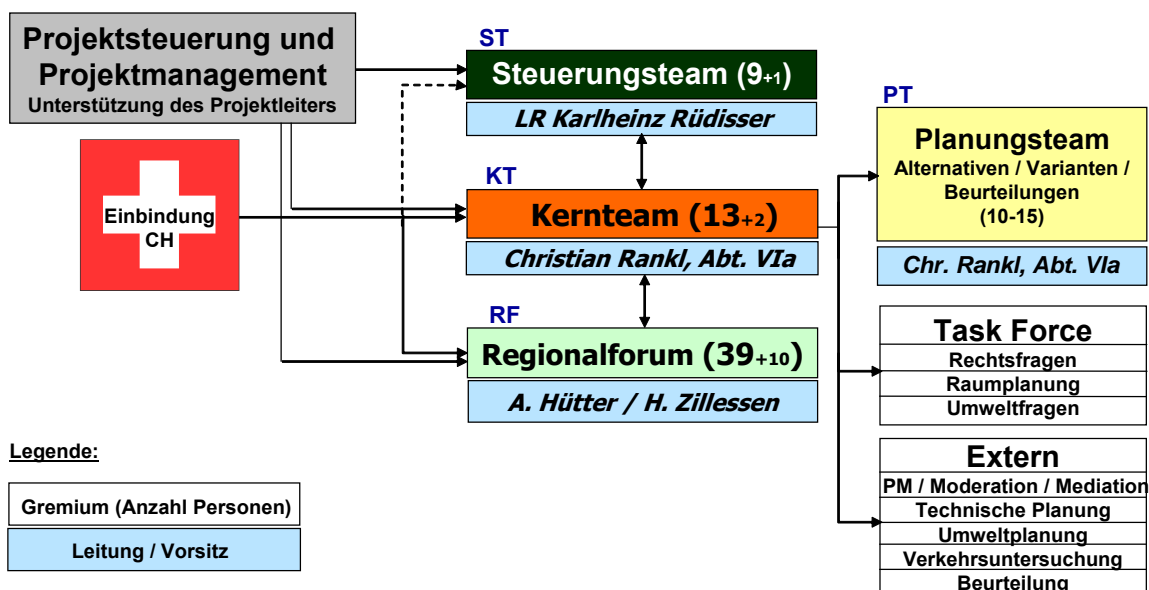 Projektsteuerung und
Projektmanagement
Unterstützung des Projektleiters
Einbindung
CH
ST
Steuerungsteam (9+1)
LR Karlheinz Rüdisser
KT
Kernteam (13+2)
Christian Rankl, Abt. VIa
RF
Regionalforum (39+10)
A. Hütter / H. Zillessen
PT
Planungsteam
Alternativen / Varianten /
Beurteilungen
(10-15)
Chr. Rankl, Abt. VIa
Task Force
Rechtsfragen
Raumplanung
Umweltfragen
Extern
PM / Moderation / Mediation
Technische Planung
Umweltplanung
Verkehrsuntersuchung
Beurteilung
Legende:
Gremium (Anzahl Personen)
Leitung / Vorsitz